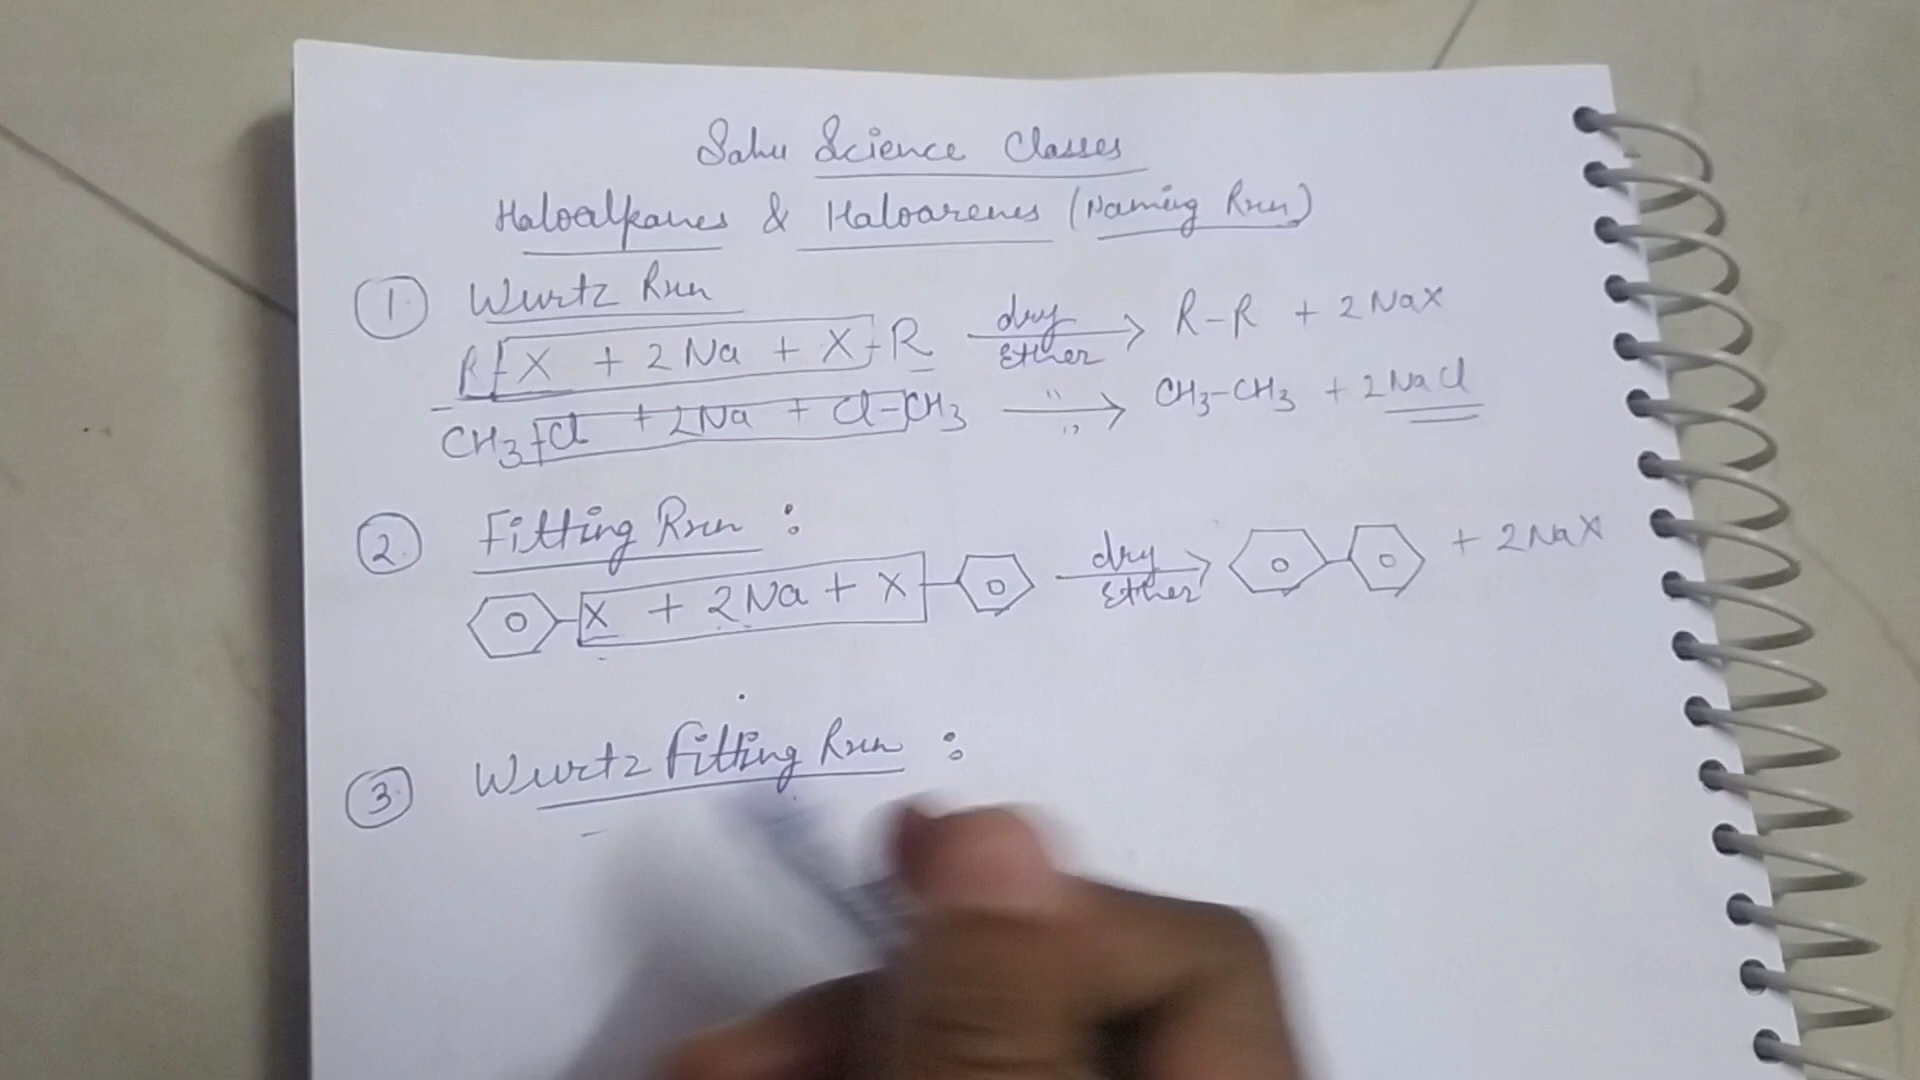 Sahu Science Classes
Haloalkanes & Haloarenes (Naming Rxn)
① Wurtz Rxn
R-X + 2Na + X-R dry Ether → R-R + 2NaX
CH3-Cl + 2Na + Cl-CH3 " " → CH3-CH3 + 2NaCl
② Fitting Rxn :
X + 2Na + X dry Ether → + 2NaX
③ Wurtz Fitting Rxn :